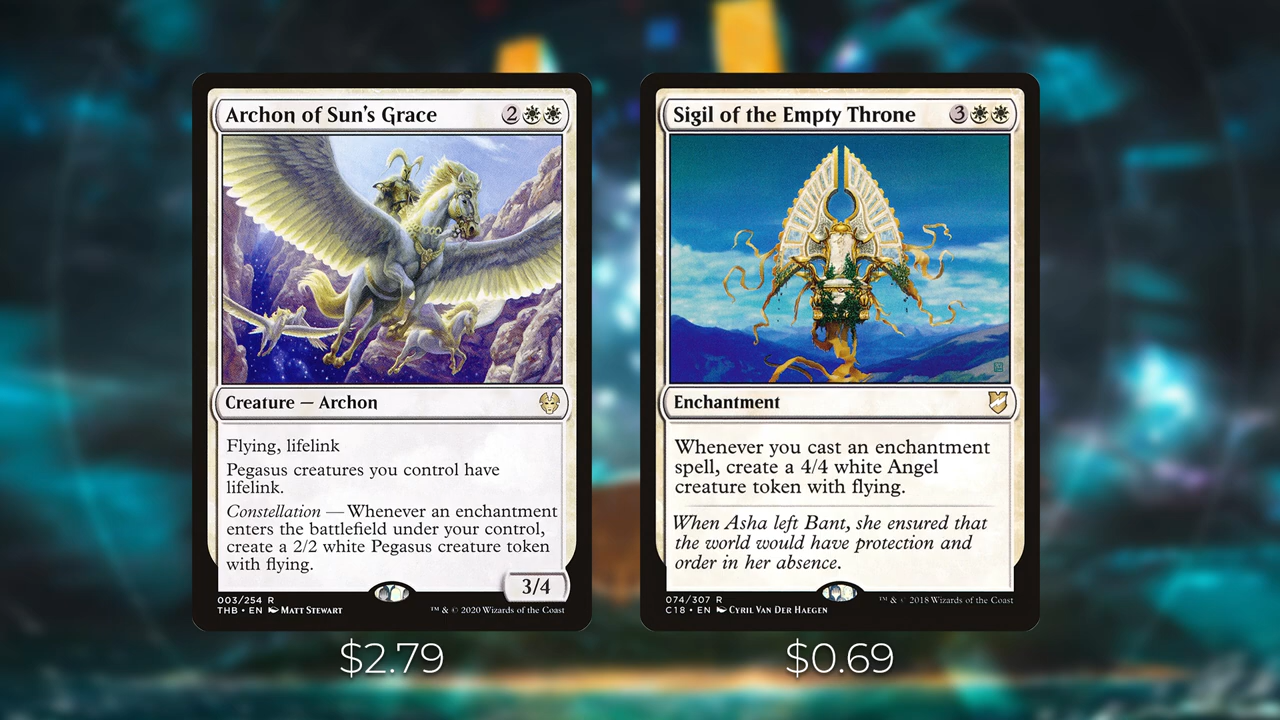 Archon of Sun's Grace 2
Flying, lifelink
Creature — Archon
Pegasus creatures you control have
lifelink.
Constellation — Whenever an enchantment
enters the battlefield under your control,
create a 2/2 white Pegasus creature token
with flying.
3/4
003/254 R
THB • EN Matt Stewart
™ & © 2020 Wizards of the Coast
$2.79
Sigil of the Empty Throne 3
Enchantment
Whenever you cast an enchantment
spell, create a 4/4 white Angel
creature token with flying.
When Asha left Bant, she ensured that
the world would have protection and
order in her absence.
074/307 R
C18 • EN Cyril Van Der Haegen
™ & © 2018 Wizards of the Coast
$0.69